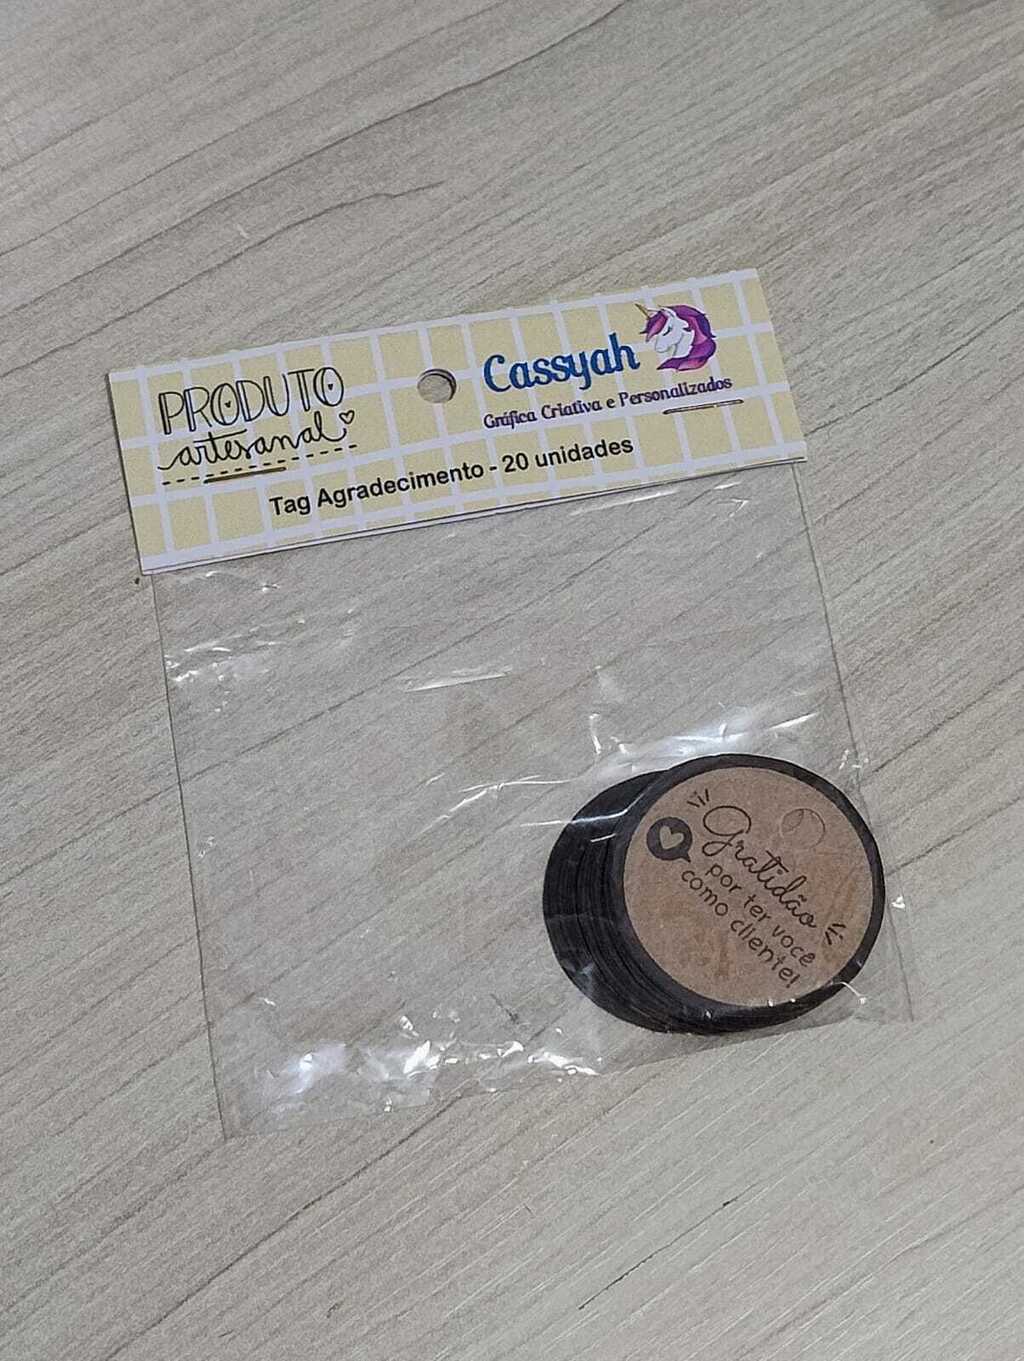 PRODUTO
artesanal
Cassyah
Gráfica Criativa e Personalizados
Tag Agradecimento - 20 unidades
Gratidão
por ter você
como cliente!